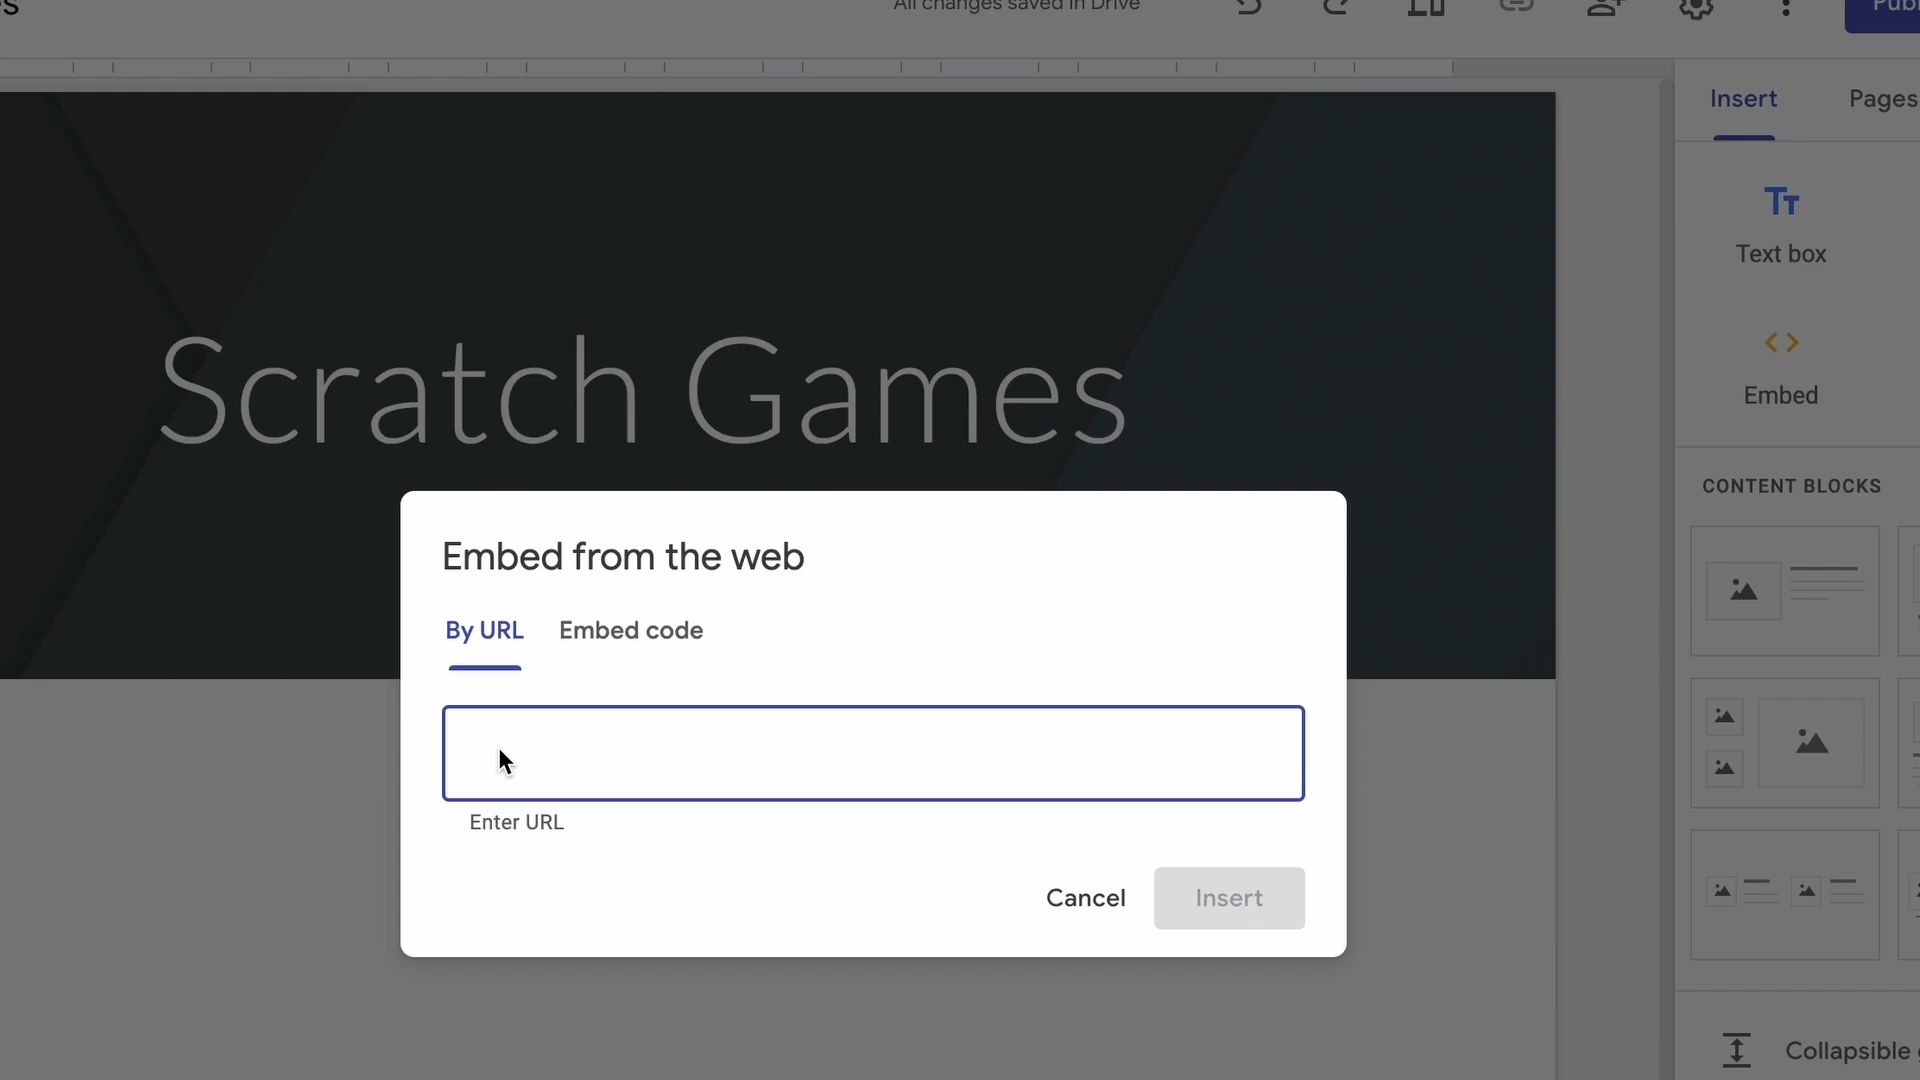 All changes saved in Drive
Insert
Pages
Text box
Embed
Scratch Games
CONTENT BLOCKS
Embed from the web
By URL
Embed code
Enter URL
Cancel
Insert
Collapsible